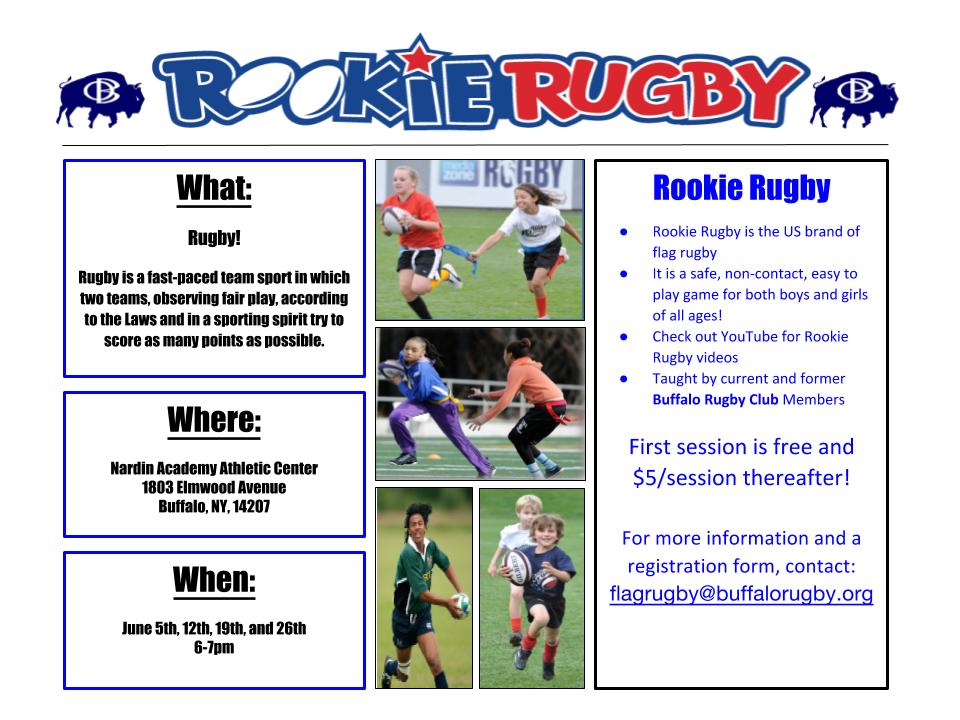 ROOKIE RUGBY
What:
Rugby!
Rugby is a fast-paced team sport in which
two teams, observing fair play, according
to the Laws and in a sporting spirit try to
score as many points as possible.
Where:
Nardin Academy Athletic Center
1803 Elmwood Avenue
Buffalo, NY, 14207
When:
June 5th, 12th, 19th, and 26th
6-7pm
media
zone
RUGBY
Rookie Rugby
● Rookie Rugby is the US brand of
flag rugby
● It is a safe, non-contact, easy to
play game for both boys and girls
of all ages!
● Check out YouTube for Rookie
Rugby videos
● Taught by current and former
Buffalo Rugby Club Members
First session is free and
$5/session thereafter!
For more information and a
registration form, contact:
flagrugby@buffalorugby.org